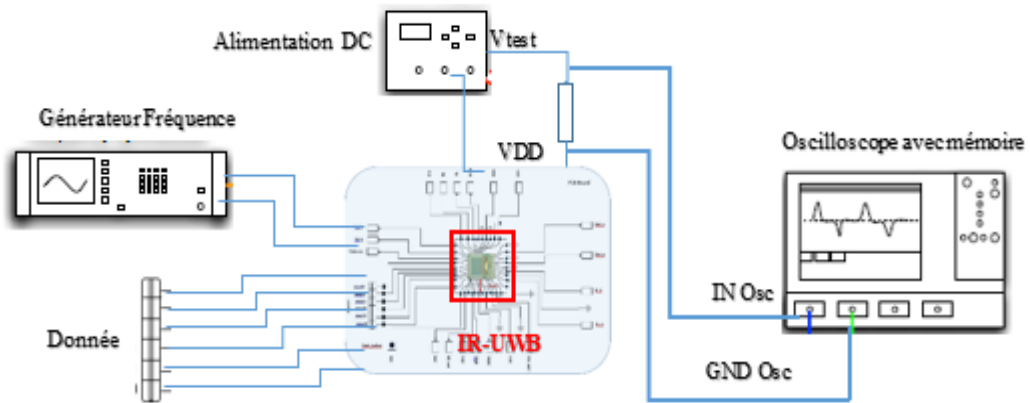 Alimentation DC
Vtest
Générateur Fréquence
VDD
Oscilloscope avec mémoire
IN Osc
IR-UWB
Donnée
GND Osc